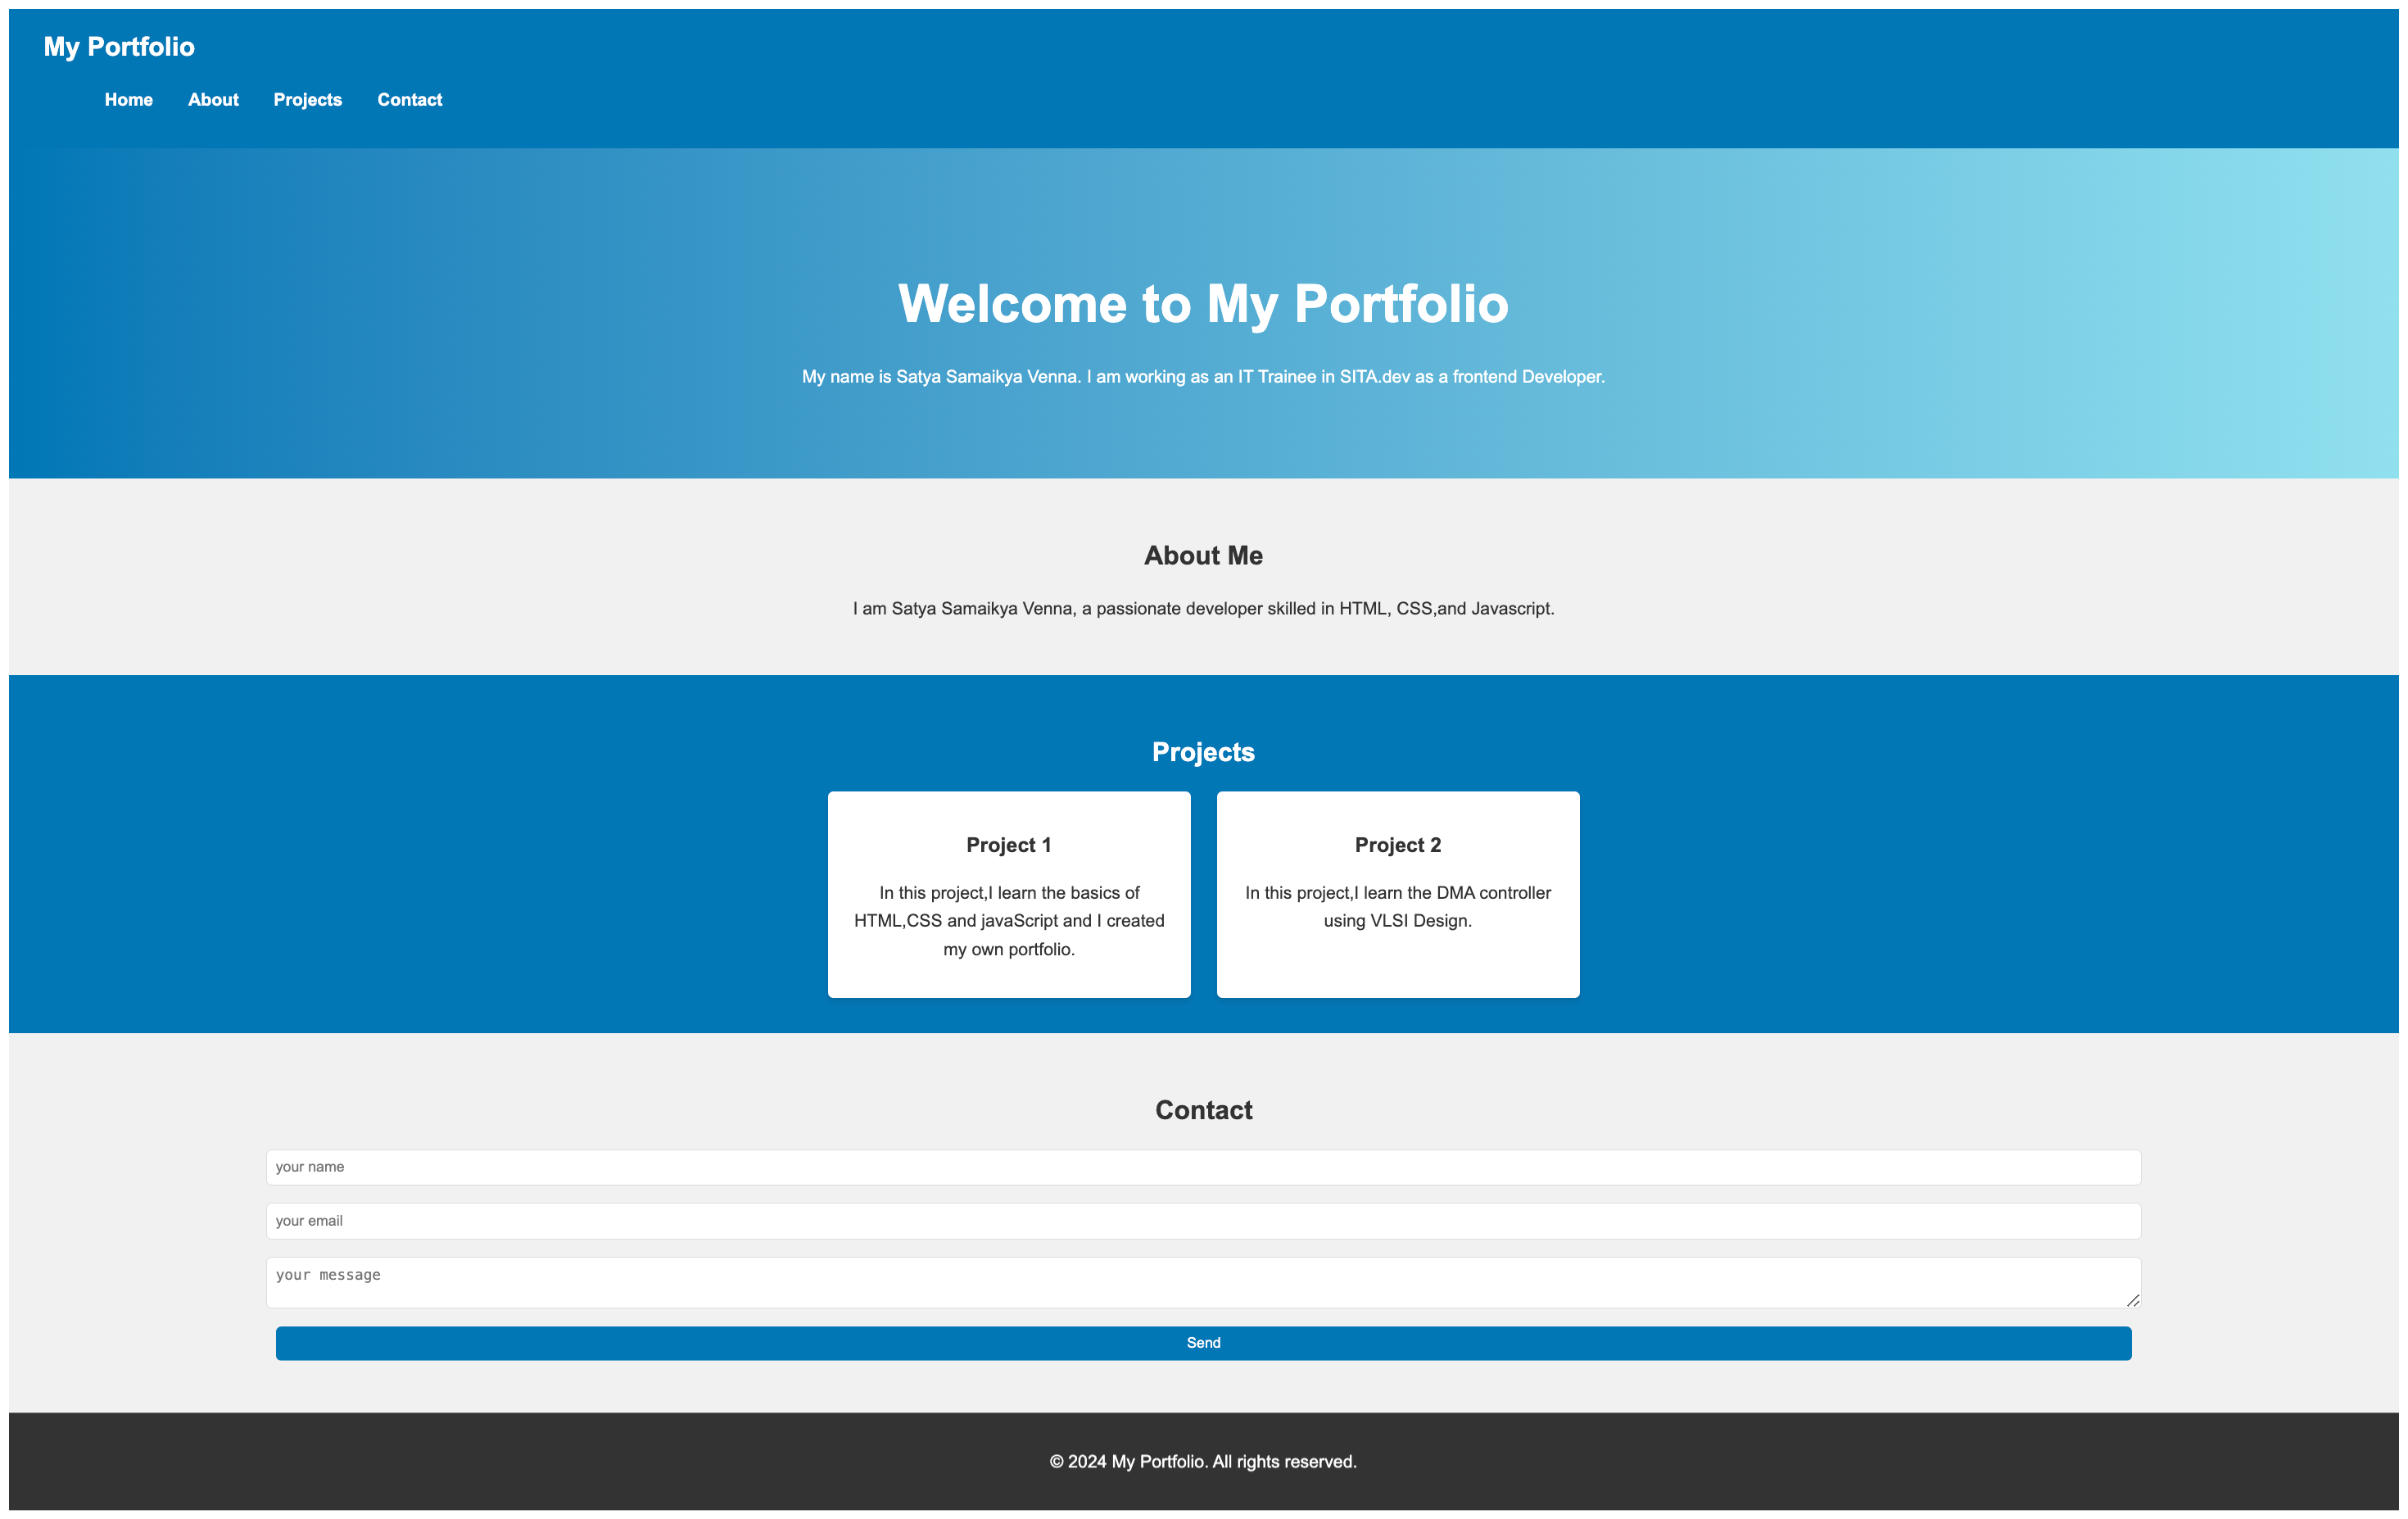 My Portfolio
Home About Projects Contact
Welcome to My Portfolio
My name is Satya Samaikya Venna. I am working as an IT Trainee in SITA.dev as a frontend Developer.
About Me
I am Satya Samaikya Venna, a passionate developer skilled in HTML, CSS,and Javascript.
Projects
Project 1
In this project,I learn the basics of
HTML,CSS and javaScript and I created
my own portfolio.
Project 2
In this project,I learn the DMA controller
using VLSI Design.
Contact
your name
your email
your message
Send
© 2024 My Portfolio. All rights reserved.